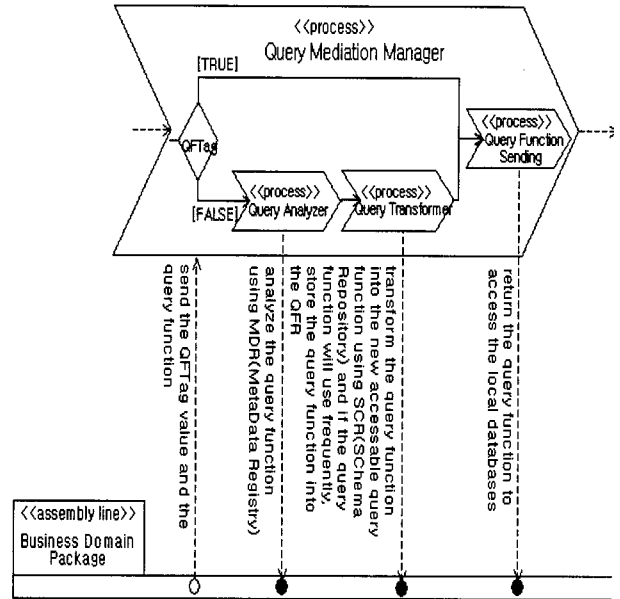 <<process>>
Query Mediation Manager
[TRUE]
QFTag
[FALSE]
<<process>>
Query Analyzer
<<process>>
Query Transformer
<<process>>
Query Function
Sending
send the QFTag value and the
query function
analyze the query function
using MDR(MetaData Registry)
transform the query function
into the new accessable query
function using SCR(SChema
Repository) and if the query
function will use frequently,
store the query function into
the QFR
return the query function to
access the local databases
<<assembly line>>
Business Domain
Package